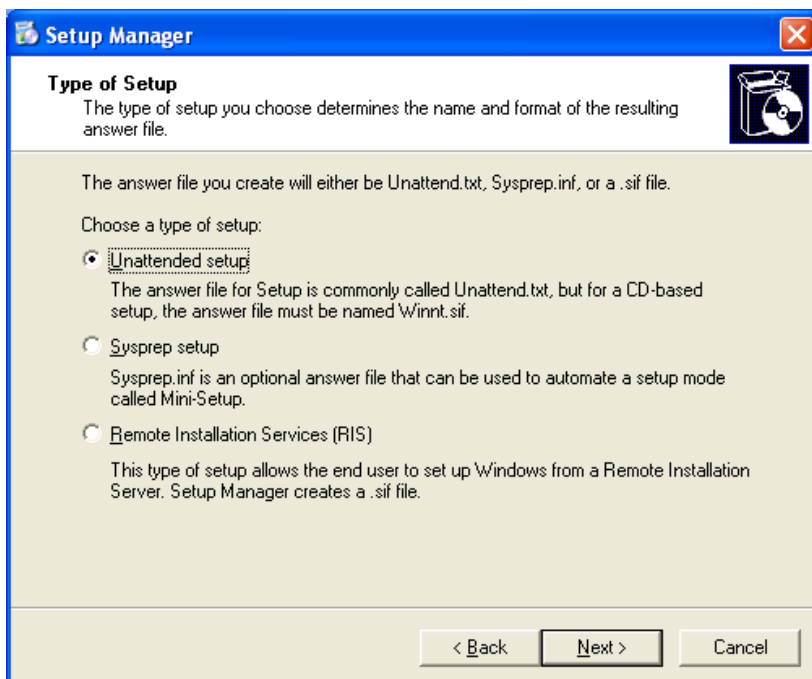 Setup Manager
Type of Setup
The type of setup you choose determines the name and format of the resulting
answer file.
The answer file you create will either be Unattend.txt, Sysprep.inf, or a .sif file.
Choose a type of setup:
Unattended setup
The answer file for Setup is commonly called Unattend.txt, but for a CD-based
setup, the answer file must be named Winnt.sif.
Sysprep setup
Sysprep.inf is an optional answer file that can be used to automate a setup mode
called Mini-Setup.
Remote Installation Services (RIS)
This type of setup allows the end user to set up Windows from a Remote Installation
Server. Setup Manager creates a .sif file.
< Back Next > Cancel